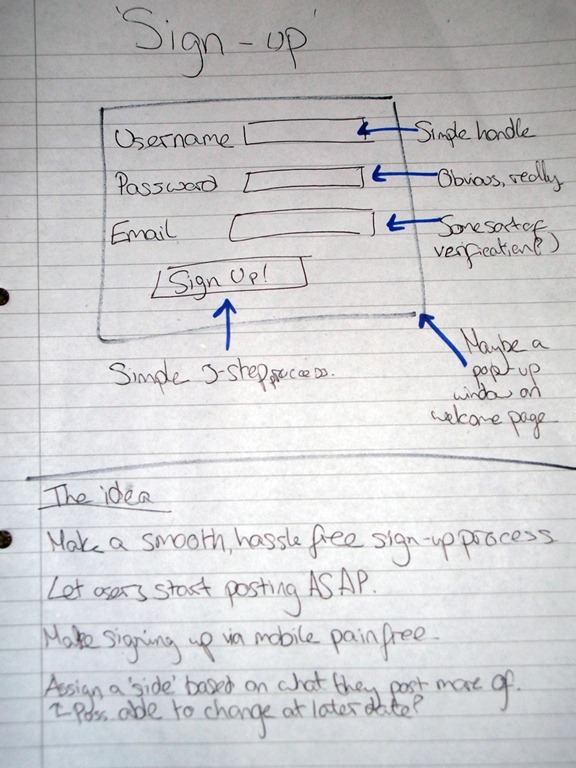 'Sign-up'
Username
Simple handle
Password
Obvious, really
Email
Some sort of
verification(?)
Sign Up!
Simple 3-step process.
Maybe a
pop-up
window on
welcome page
The idea
Make a smooth, hassle free sign-up process
Let users start posting ASAP.
Make signing up via mobile painfree.
Assign a 'side' based on what they post more of.
Poss. able to change at later date?